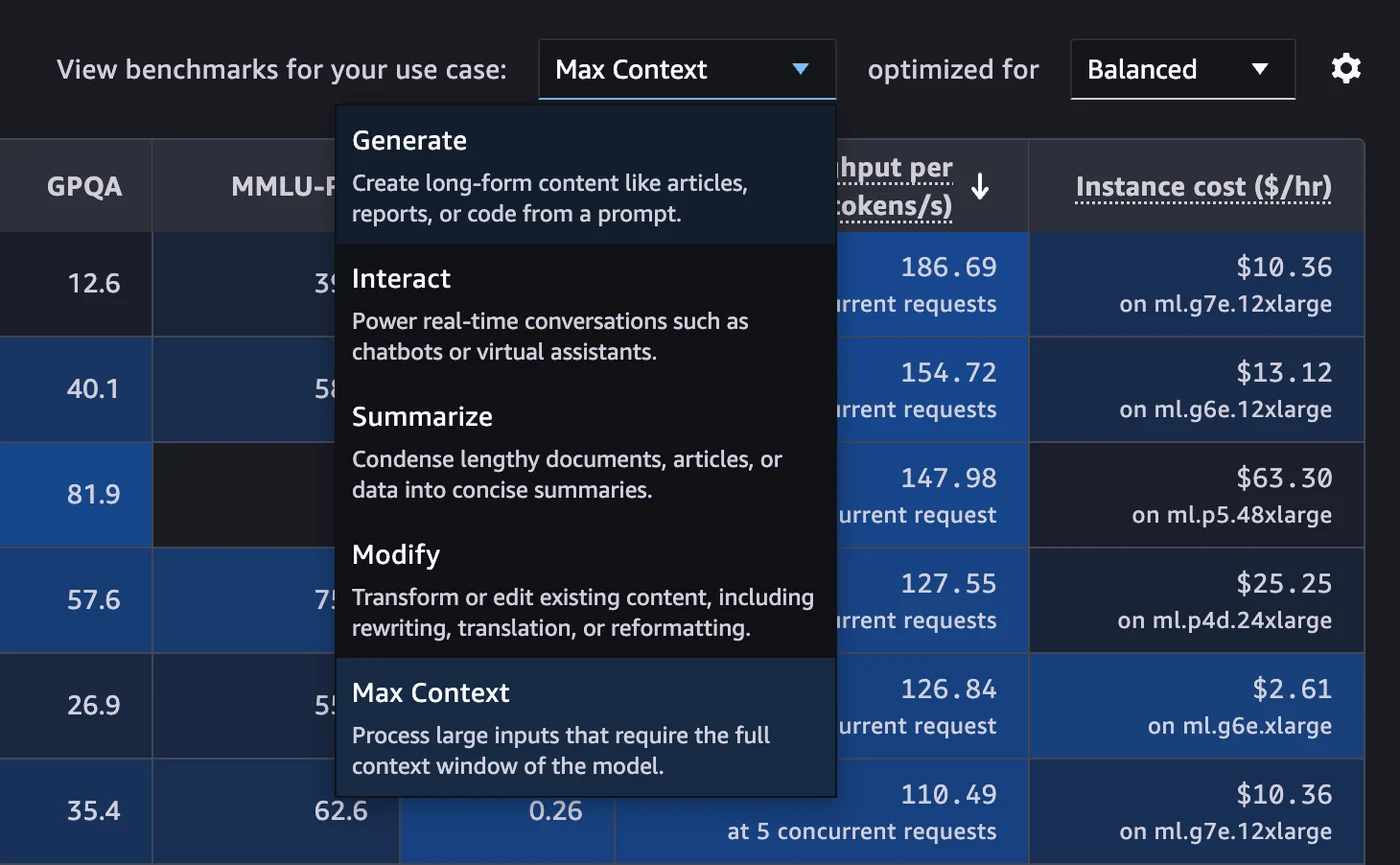 View benchmarks for your use case: Max Context optimized for Balanced
Generate
Create long-form content like articles,
reports, or code from a prompt.
Interact
Power real-time conversations such as
chatbots or virtual assistants.
Summarize
Condense lengthy documents, articles, or
data into concise summaries.
Modify
Transform or edit existing content, including
rewriting, translation, or reformatting.
Max Context
Process large inputs that require the full
context window of the model.
GPQA per Instance cost ($/hr)
tokens/s)
12.6 186.69 $10.36
requests on ml.g7e.12xlarge
40.1 154.72 $13.12
requests on ml.g6e.12xlarge
81.9 147.98 $63.30
request on ml.p5.48xlarge
57.6 127.55 $25.25
requests on ml.p4d.24xlarge
26.9 126.84 $2.61
request on ml.g6e.xlarge
35.4 62.6 0.26 110.49 $10.36
at 5 concurrent requests on ml.g7e.12xlarge